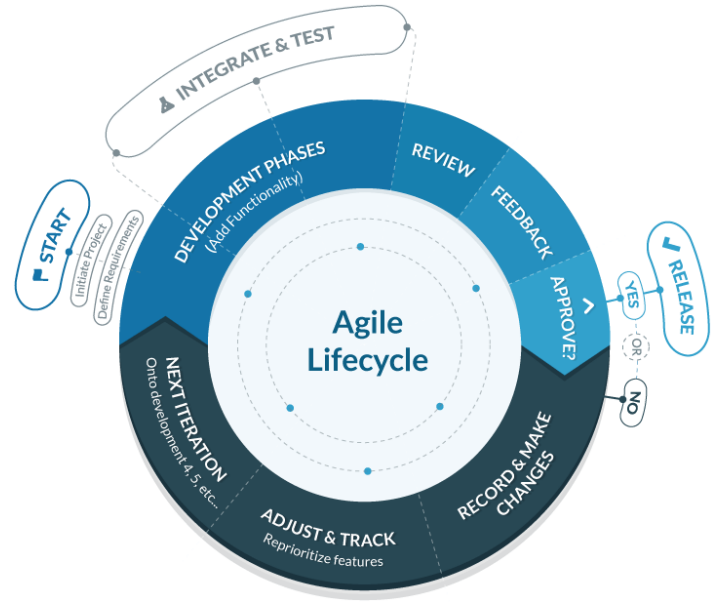 INTEGRATE & TEST
START
Initiate Project
Define Requirements
DEVELOPMENT PHASES
(Add Functionality)
REVIEW
FEEDBACK
APPROVE?
YES
RELEASE
OR
NO
RECORD & MAKE
CHANGES
ADJUST & TRACK
Reprioritize features
NEXT ITERATION
Onto development 4, 5, etc...
Agile
Lifecycle